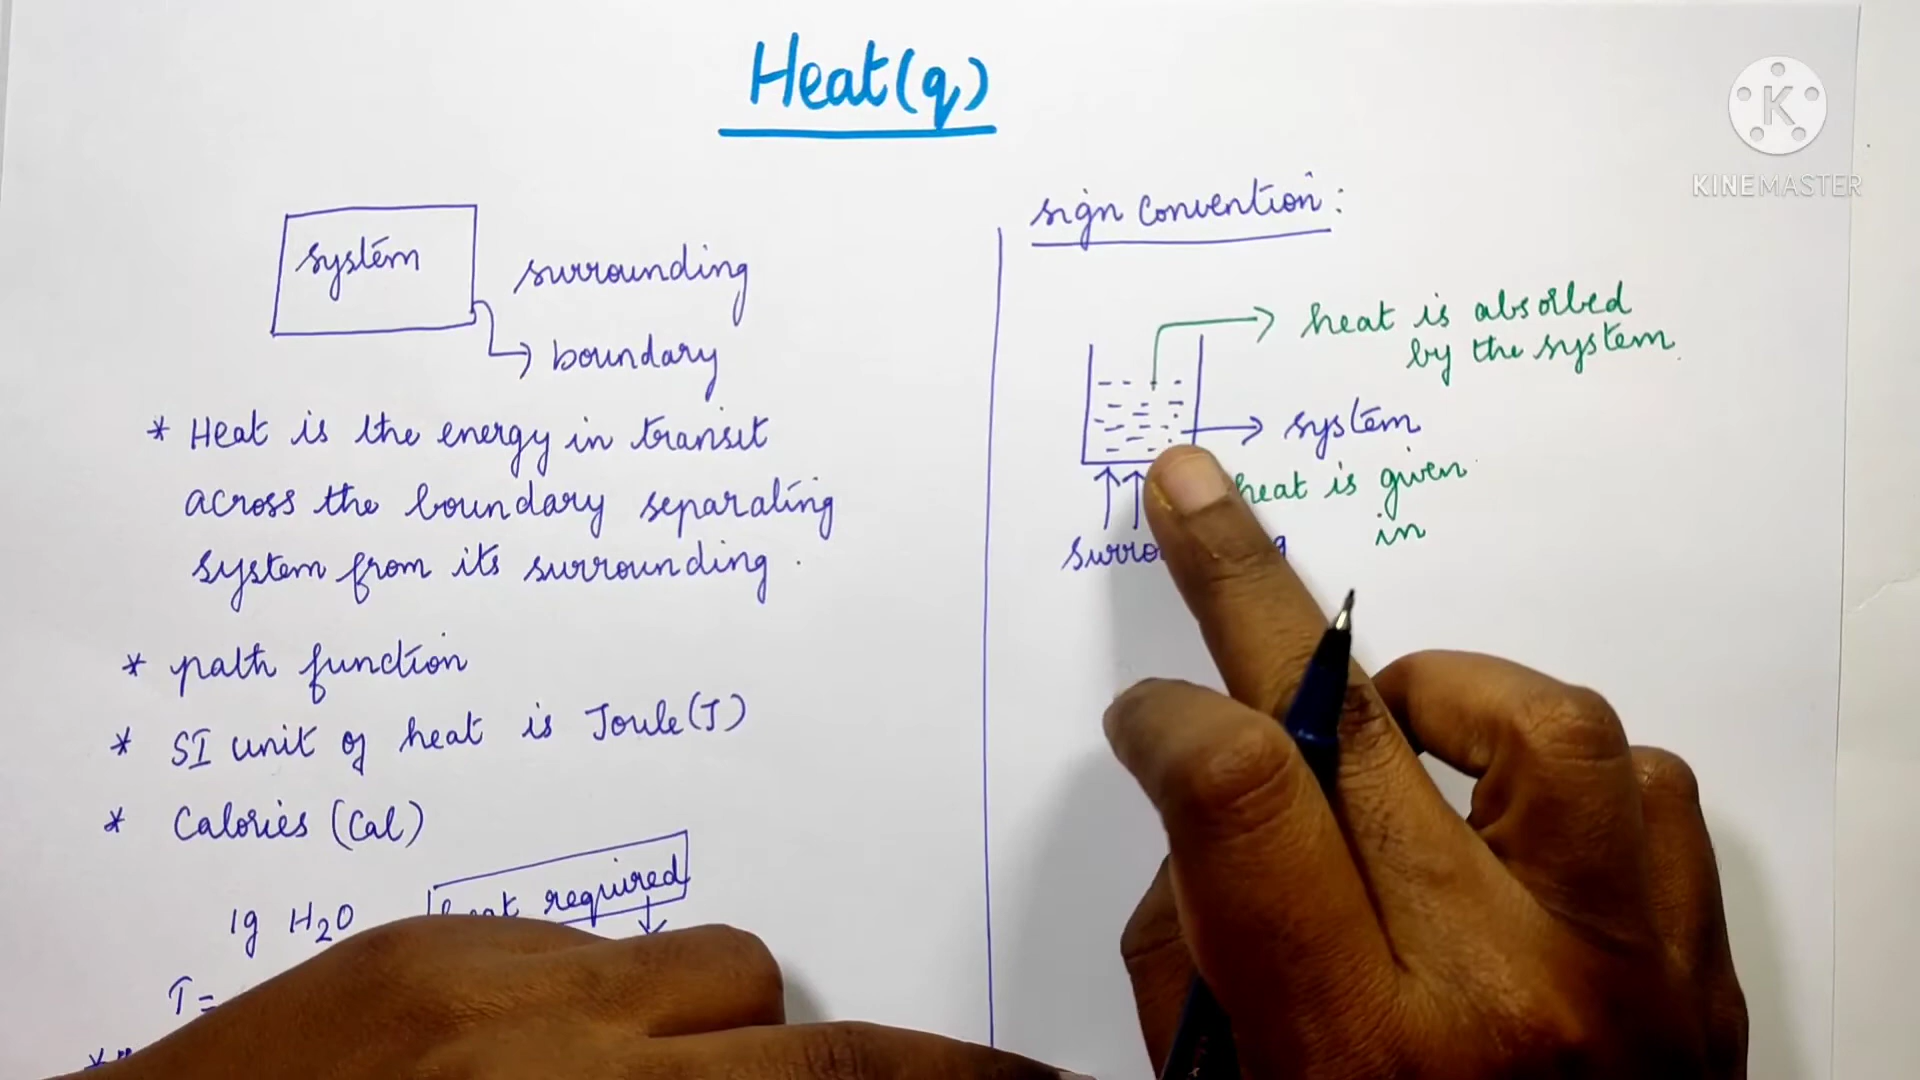 Heat (q)
system
surrounding
boundary
* Heat is the energy in transit
across the boundary separating
system from its surrounding.
* path function
* SI unit of heat is Joule (J)
* Calories (Cal)
1g H2O
required
T =
sign convention:
heat is absorbed
by the system
system
heat is given
in
KINEMASTER